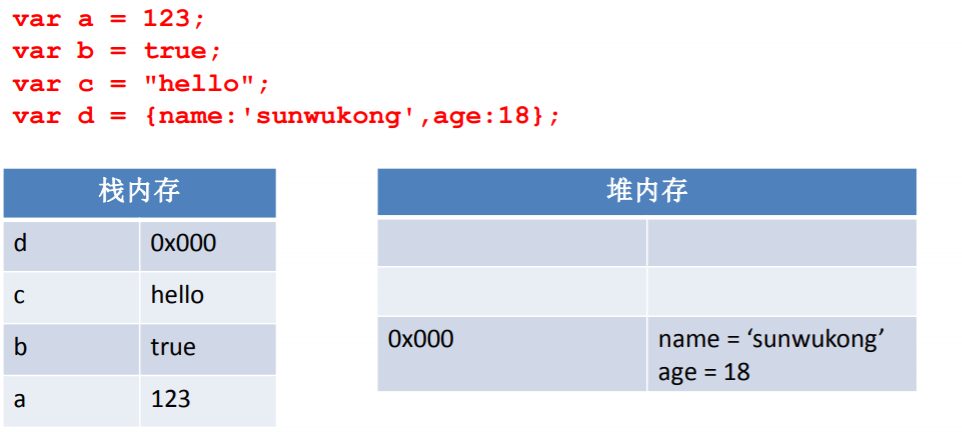 var a = 123;
var b = true;
var c = "hello";
var d = {name:'sunwukong',age:18};
栈内存
d 0x000
c hello
b true
a 123
堆内存
0x000 name = ‘sunwukong’
age = 18